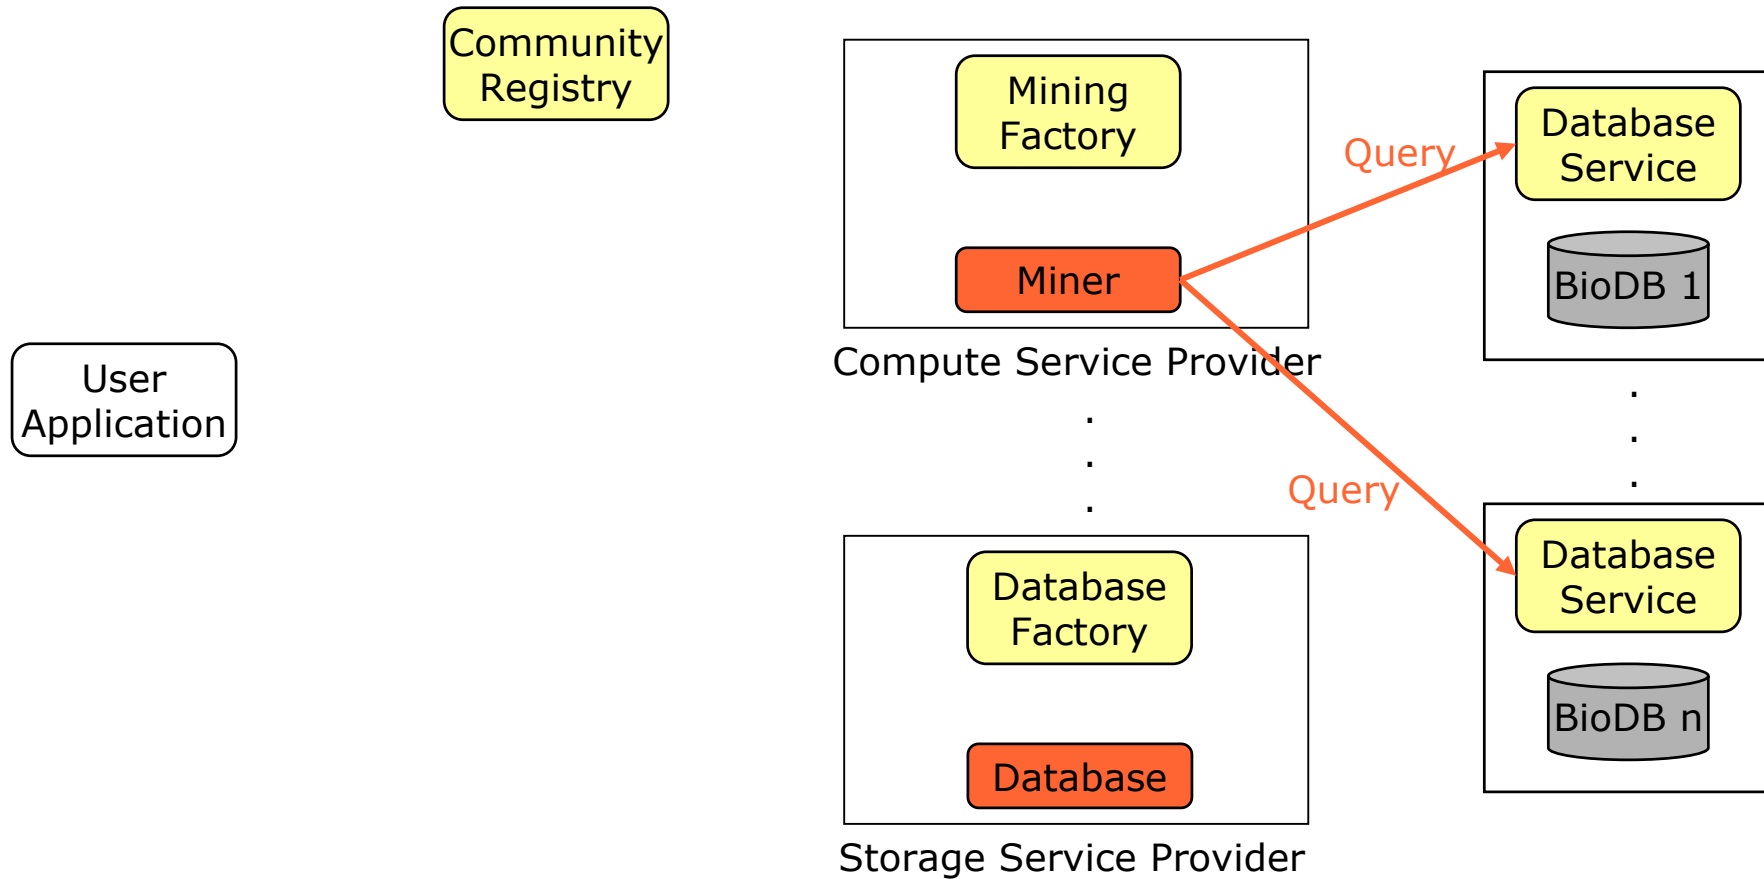 Community
Registry
Mining
Factory
Query
Database
Service
Miner
BioDB 1
Compute Service Provider
User
Application
.
.
.
.
.
.
Query
Database
Factory
Database
Service
BioDB n
Database
Storage Service Provider